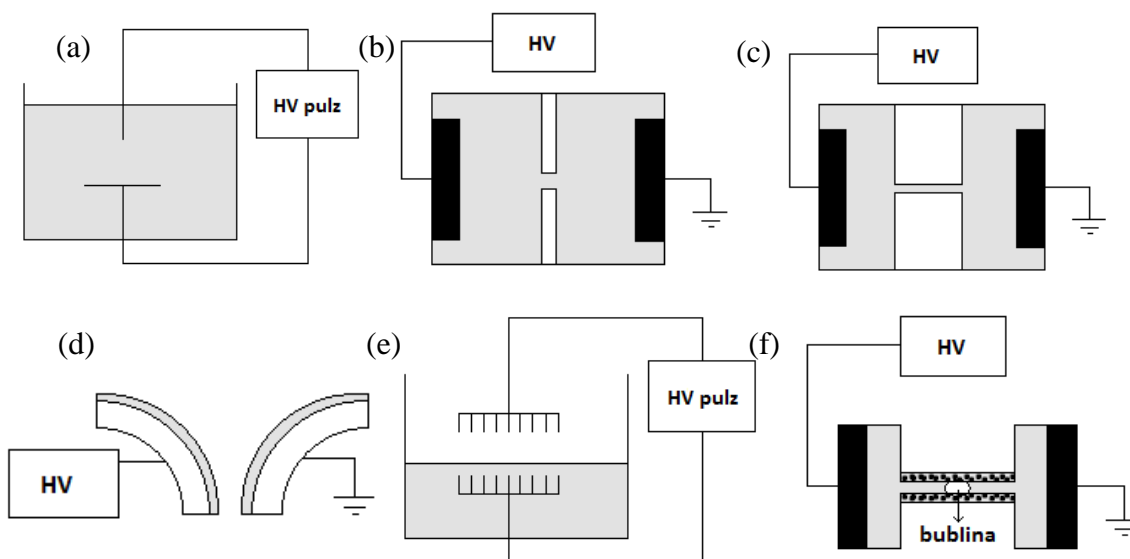 (a)
HV pulz
(b)
HV
(c)
HV
(d)
HV
(e)
HV pulz
(f)
HV
bublina